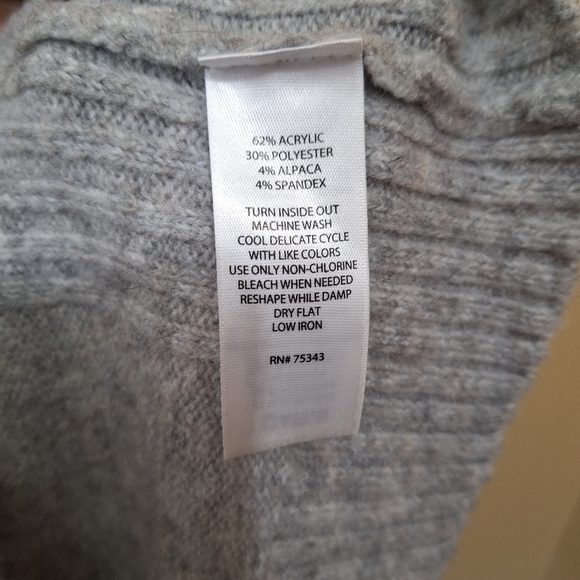 62% ACRYLIC
30% POLYESTER
4% ALPACA
4% SPANDEX
TURN INSIDE OUT
MACHINE WASH
COOL DELICATE CYCLE
WITH LIKE COLORS
USE ONLY NON-CHLORINE
BLEACH WHEN NEEDED
RESHAPE WHILE DAMP
DRY FLAT
LOW IRON
RN# 75343